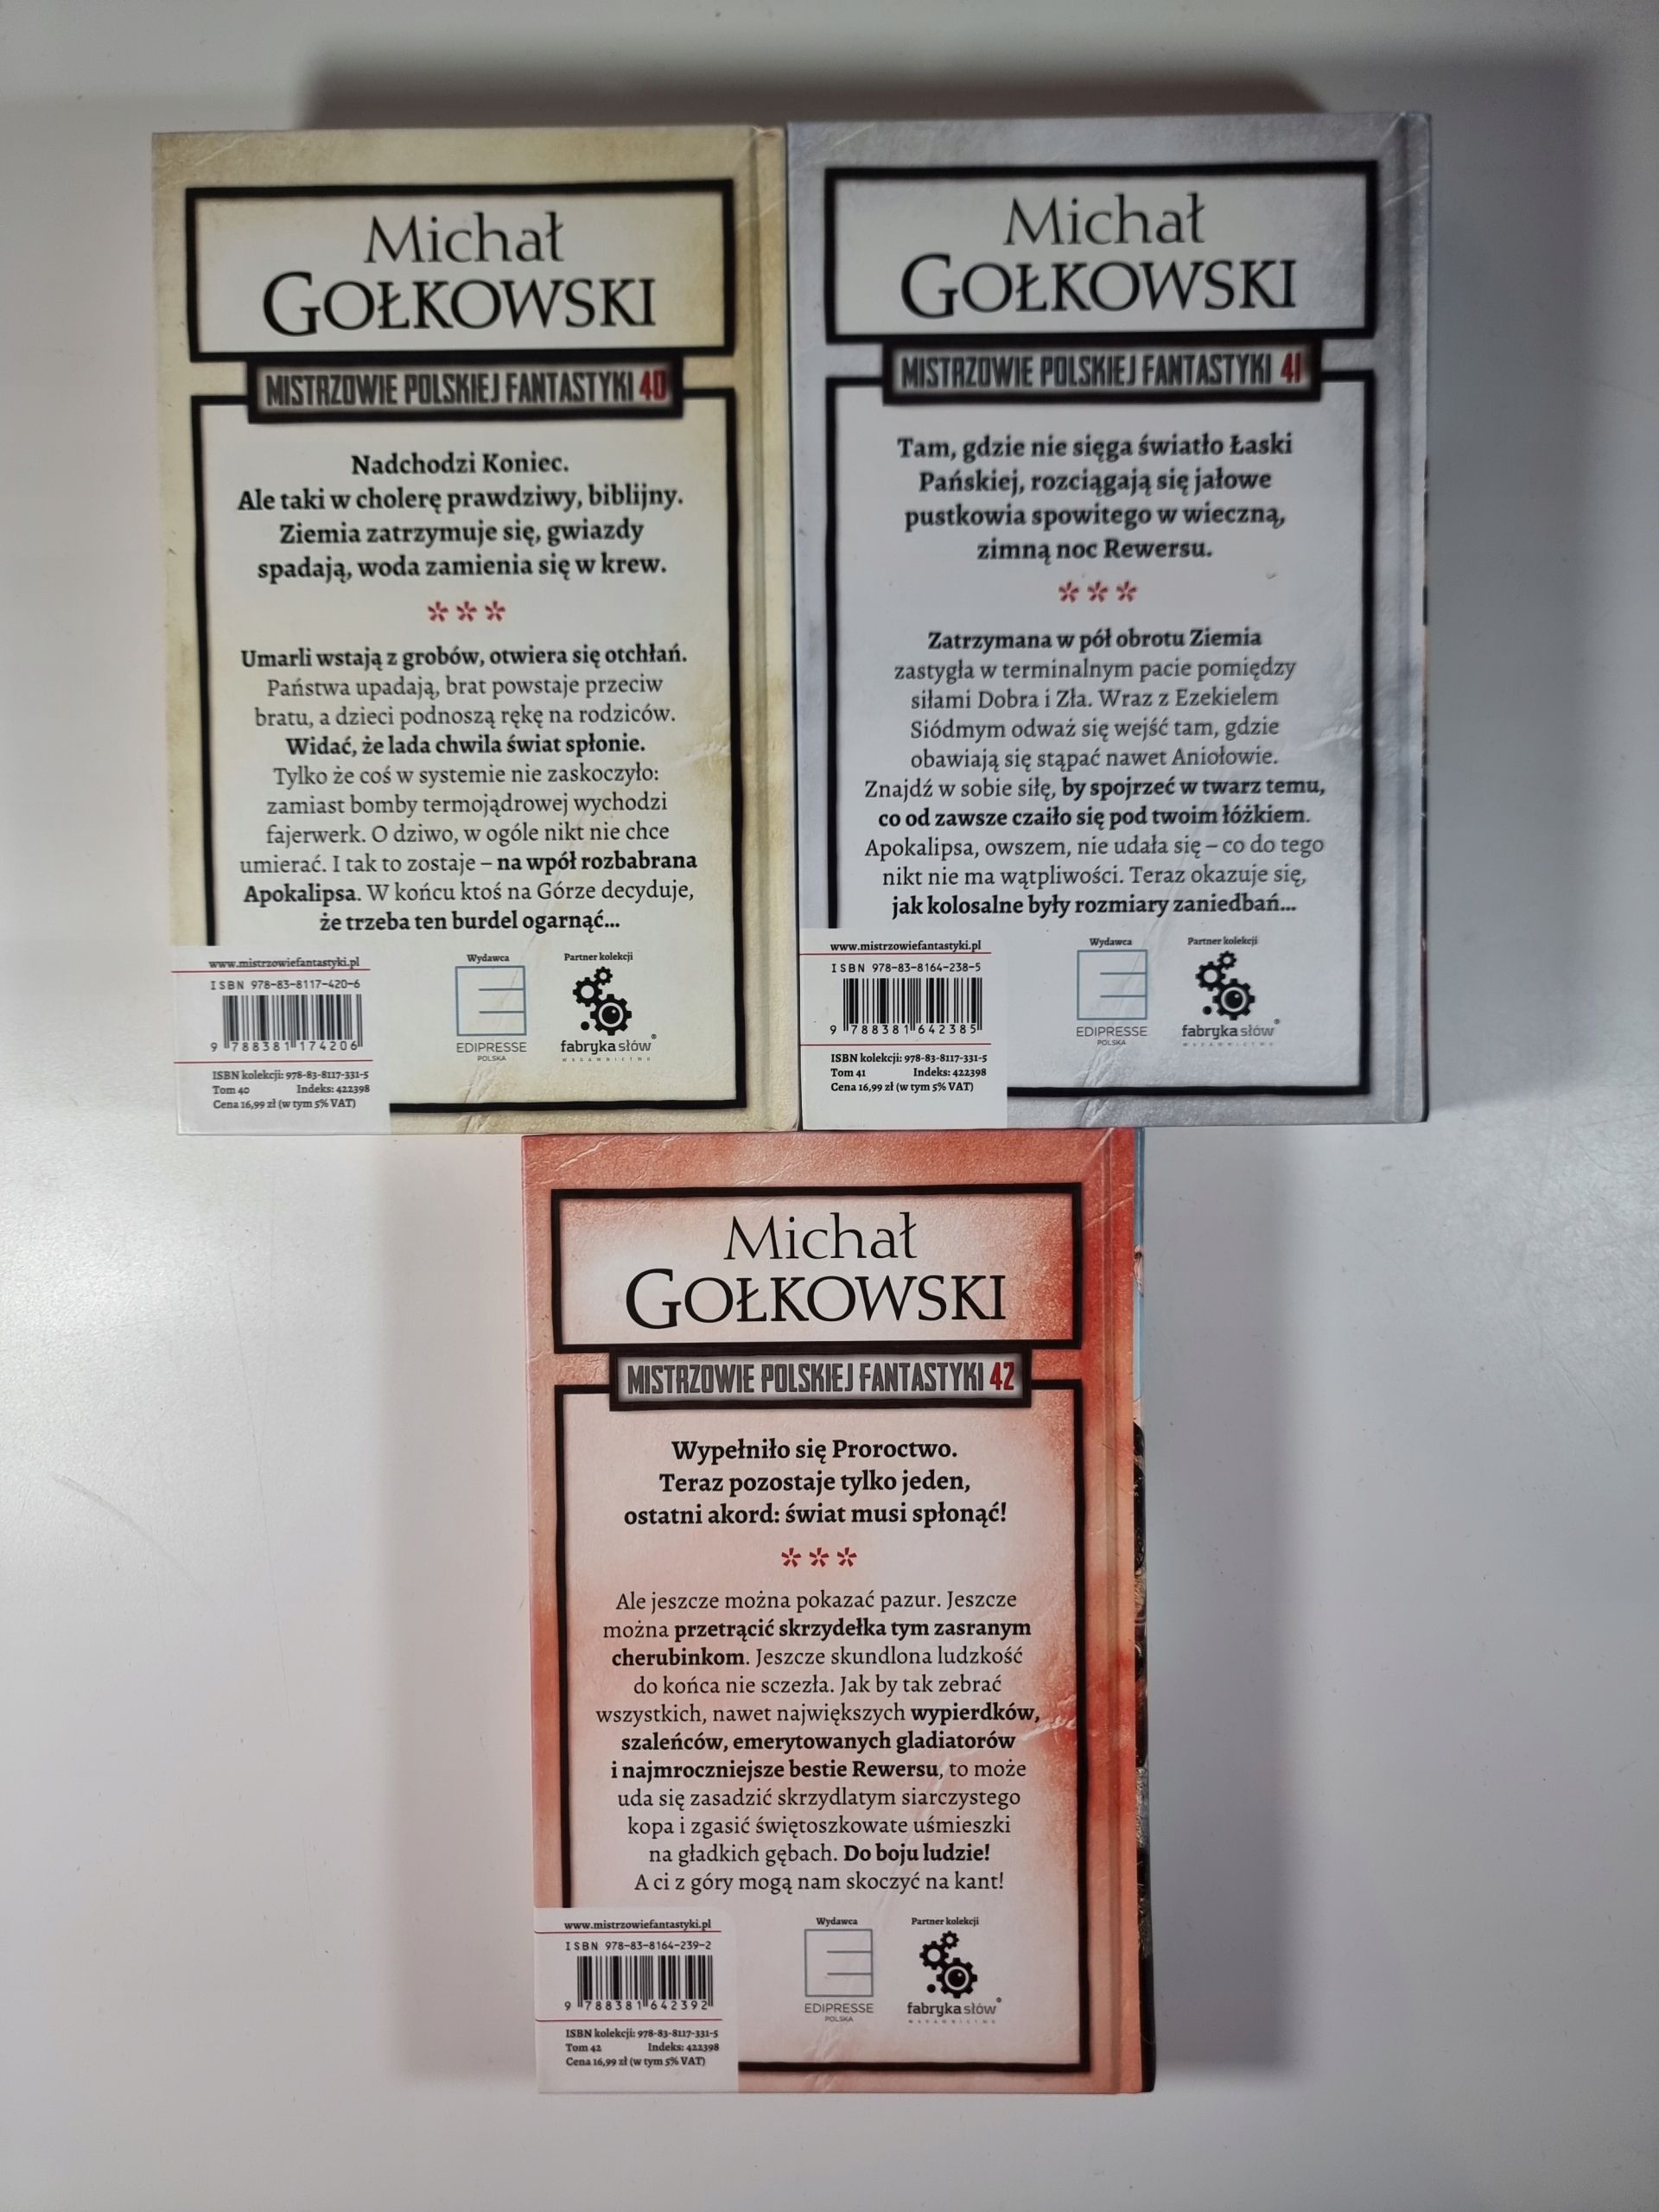 Michał
GOŁKOWSKI
MISTRZOWIE POLSKIEJ FANTASTYKI 40
Nadchodzi Koniec.
Ale taki w cholerę prawdziwy, biblijny.
Ziemia zatrzymuje się, gwiazdy
spadają, woda zamienia się w krew.
***
Umarli wstają z grobów, otwiera się otchłań.
Państwa upadają, brat powstaje przeciw
bratu, a dzieci podnoszą rękę na rodziców.
Widać, że lada chwila świat spłonie.
Tylko że coś w systemie nie zaskoczyło:
zamiast bomby termojądrowej wychodzi
fajerwerk. O dziwo, w ogóle nikt nie chce
umierać. I tak to zostaje – na wpół rozbabrana
Apokalipsa. W końcu ktoś na Górze decyduje,
że trzeba ten burdel ogarnąć...
www.mistrzowiefantastyki.pl
ISBN 978-83-8117-420-6
9 788381 174206
ISBN kolekcji: 978-83-8117-331-5
Tom 40 Indeks: 422398
Cena 16,99 zł (w tym 5% VAT)
Wydawca
EDIPRESSE
POLSKA
Partner kolekcji
fabryka słów
WYDAWNICTWO
Michał
GOŁKOWSKI
MISTRZOWIE POLSKIEJ FANTASTYKI 41
Tam, gdzie nie sięga światło Łaski
Pańskiej, rozciągają się jałowe
pustkowia spowitego w wieczną,
zimną noc Rewersu.
***
Zatrzymana w pół obrotu Ziemia
zastygła w terminalnym pacie pomiędzy
siłami Dobra i Zła. Wraz z Ezekielem
Siódmym odważ się wejść tam, gdzie
obawiają się stąpać nawet Aniołowie.
Znajdź w sobie siłę, by spojrzeć w twarz temu,
co od zawsze czaiło się pod twoim łóżkiem.
Apokalipsa, owszem, nie udała się – co do tego
nikt nie ma wątpliwości. Teraz okazuje się,
jak kolosalne były rozmiary zaniedbań...
www.mistrzowiefantastyki.pl
ISBN 978-83-8164-238-5
9 788381 642385
ISBN kolekcji: 978-83-8117-331-5
Tom 41 Indeks: 422398
Cena 16,99 zł (w tym 5% VAT)
Wydawca
EDIPRESSE
POLSKA
Partner kolekcji
fabryka słów
WYDAWNICTWO
Michał
GOŁKOWSKI
MISTRZOWIE POLSKIEJ FANTASTYKI 42
Wypełniło się Proroctwo.
Teraz pozostaje tylko jeden,
ostatni akord: świat musi spłonąć!
***
Ale jeszcze można pokazać pazur. Jeszcze
można przetrącić skrzydełka tym zasranym
cherubinkom. Jeszcze skundlona ludzkość
do końca nie sczezła. Jak by tak zebrać
wszystkich, nawet największych wypierdków,
szaleńców, emerytowanych gladiatorów
i najmroczniejsze bestie Rewersu, to może
uda się zasadzić skrzydlatym siarczystego
kopa i zgasić świętoszkowate uśmieszki
na gładkich gębach. Do boju ludzie!
A ci z góry mogą nam skoczyć na kant!
www.mistrzowiefantastyki.pl
ISBN 978-83-8164-239-2
9 788381 642392
ISBN kolekcji: 978-83-8117-331-5
Tom 42 Indeks: 422398
Cena 16,99 zł (w tym 5% VAT)
Wydawca
EDIPRESSE
POLSKA
Partner kolekcji
fabryka słów
WYDAWNICTWO